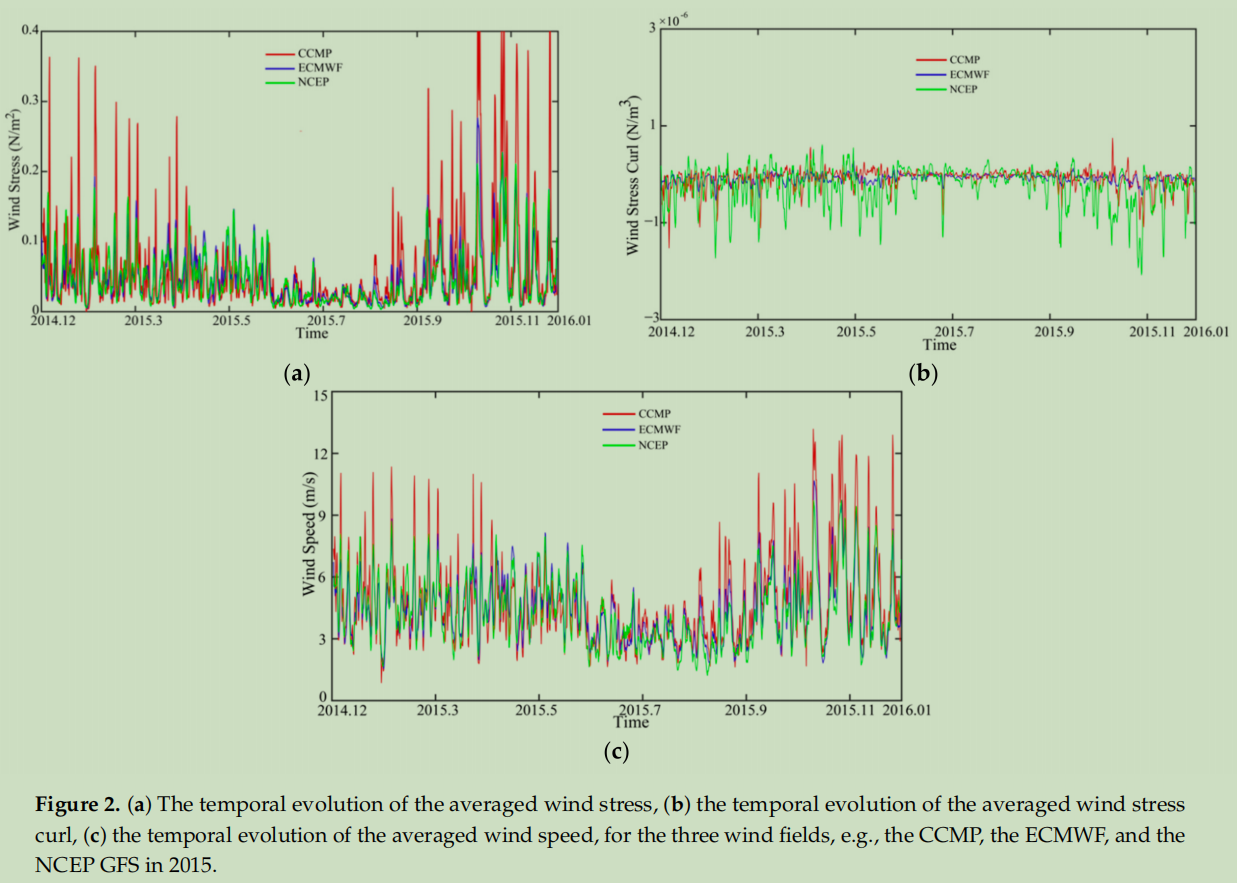 0.4
0.3
0.2
0.1
0
Wind Stress (N/m²)
CCMP
ECMWF
NCEP
2014.12 2015.3 2015.5 2015.7 2015.9 2015.11 2016.01
Time
(a)
3 ×10⁻⁶
1
−1
−3
Wind Stress Curl (N/m³)
CCMP
ECMWF
NCEP
2014.12 2015.3 2015.5 2015.7 2015.9 2015.11 2016.01
Time
(b)
15
12
9
6
3
0
Wind Speed (m/s)
CCMP
ECMWF
NCEP
2014.12 2015.3 2015.5 2015.7 2015.9 2015.11 2016.01
Time
(c)
Figure 2. (a) The temporal evolution of the averaged wind stress, (b) the temporal evolution of the averaged wind stress
curl, (c) the temporal evolution of the averaged wind speed, for the three wind fields, e.g., the CCMP, the ECMWF, and the
NCEP GFS in 2015.